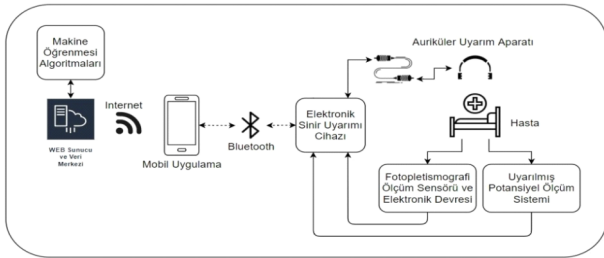 Makine
Öğrenmesi
Algoritmaları
Internet
WEB Sunucu
ve Veri
Merkezi
Mobil Uygulama
Bluetooth
Elektronik
Sinir Uyarımı
Cihazı
Auriküler Uyarım Aparatı
Hasta
Fotopletismografi
Ölçüm Sensörü ve
Elektronik Devresi
Uyarılmış
Potansiyel Ölçüm
Sistemi